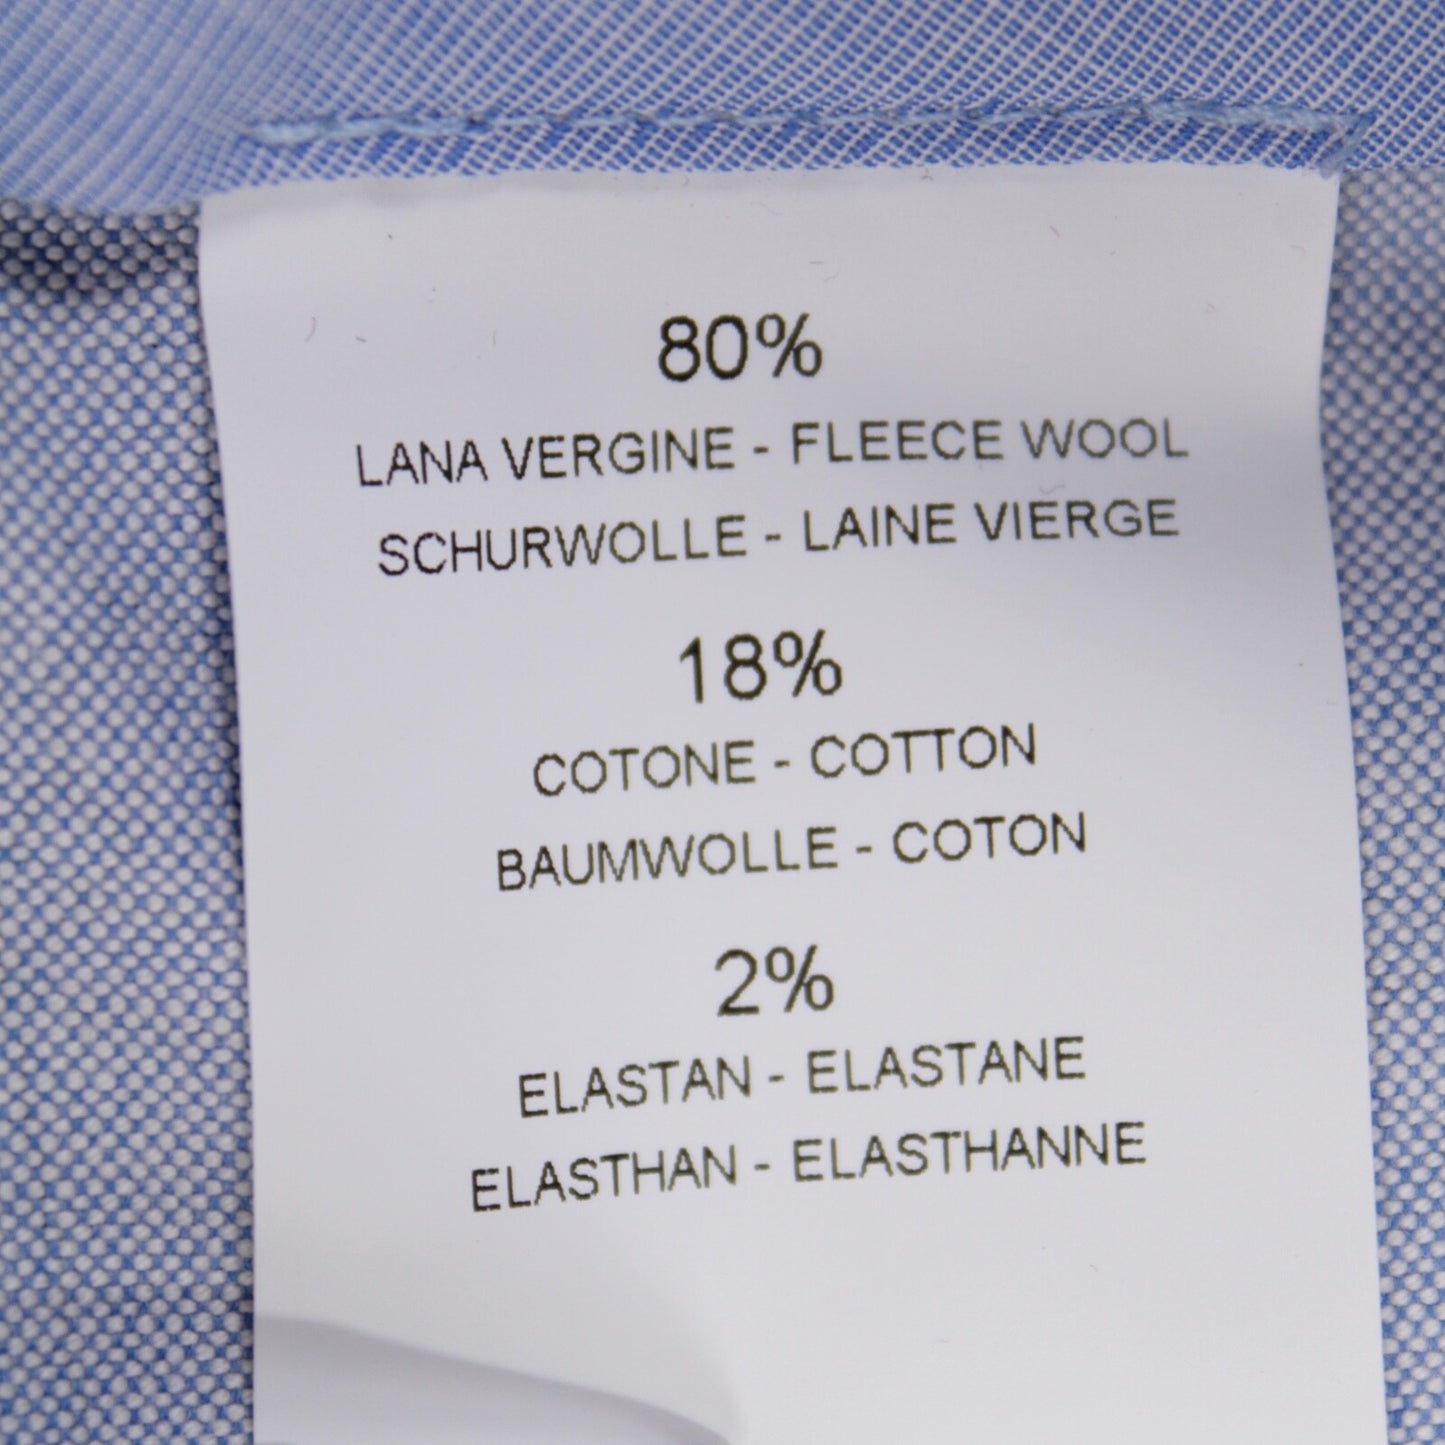 80%
LANA VERGINE - FLEECE WOOL
SCHURWOLLE - LAINE VIERGE
18%
COTONE - COTTON
BAUMWOLLE - COTON
2%
ELASTAN - ELASTANE
ELASTHAN - ELASTHANNE